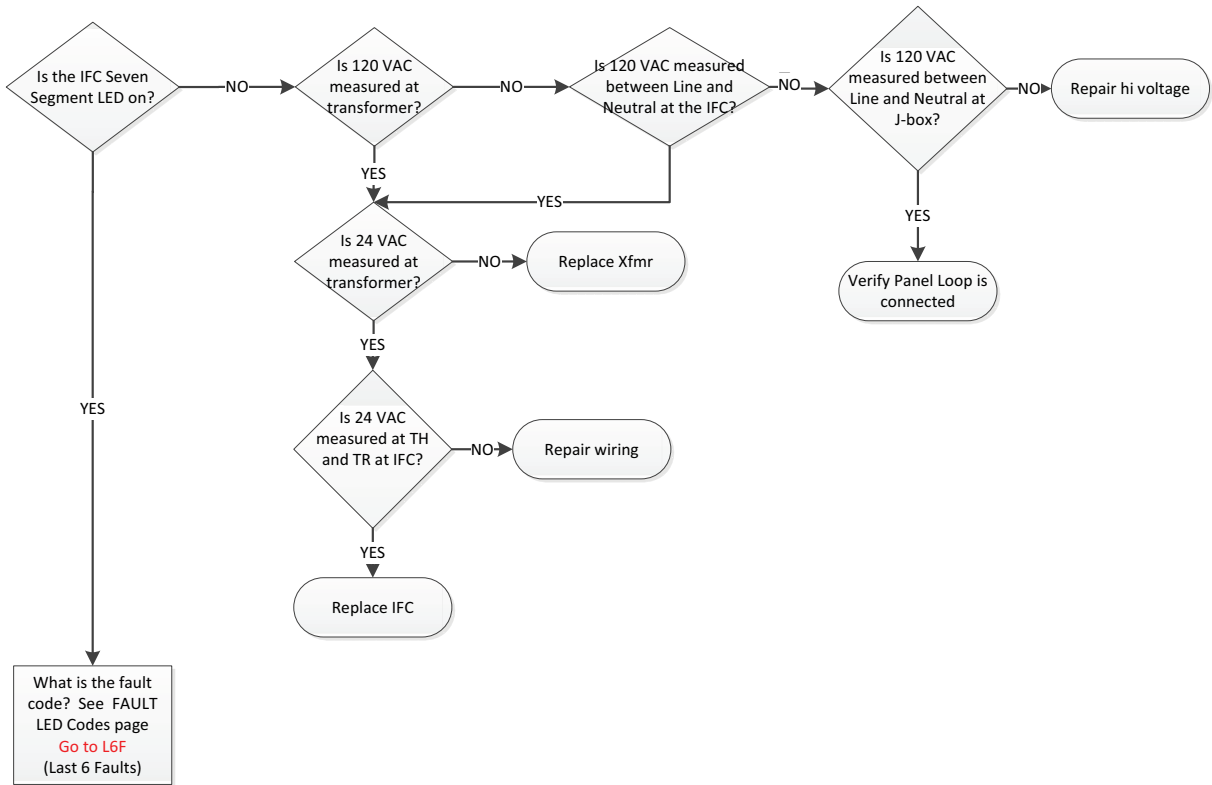 Is the IFC Seven
Segment LED on?
NO
Is 120 VAC
measured at
transformer?
NO
Is 120 VAC measured
between Line and
Neutral at the IFC?
NO
Is 120 VAC
measured between
Line and Neutral at
J-box?
NO
Repair hi voltage
YES
YES
YES
Verify Panel Loop is
connected
Is 24 VAC
measured at
transformer?
NO
Replace Xfmr
YES
Is 24 VAC
measured at TH
and TR at IFC?
NO
Repair wiring
YES
Replace IFC
YES
What is the fault
code?  See  FAULT
LED Codes page
Go to L6F
(Last 6 Faults)